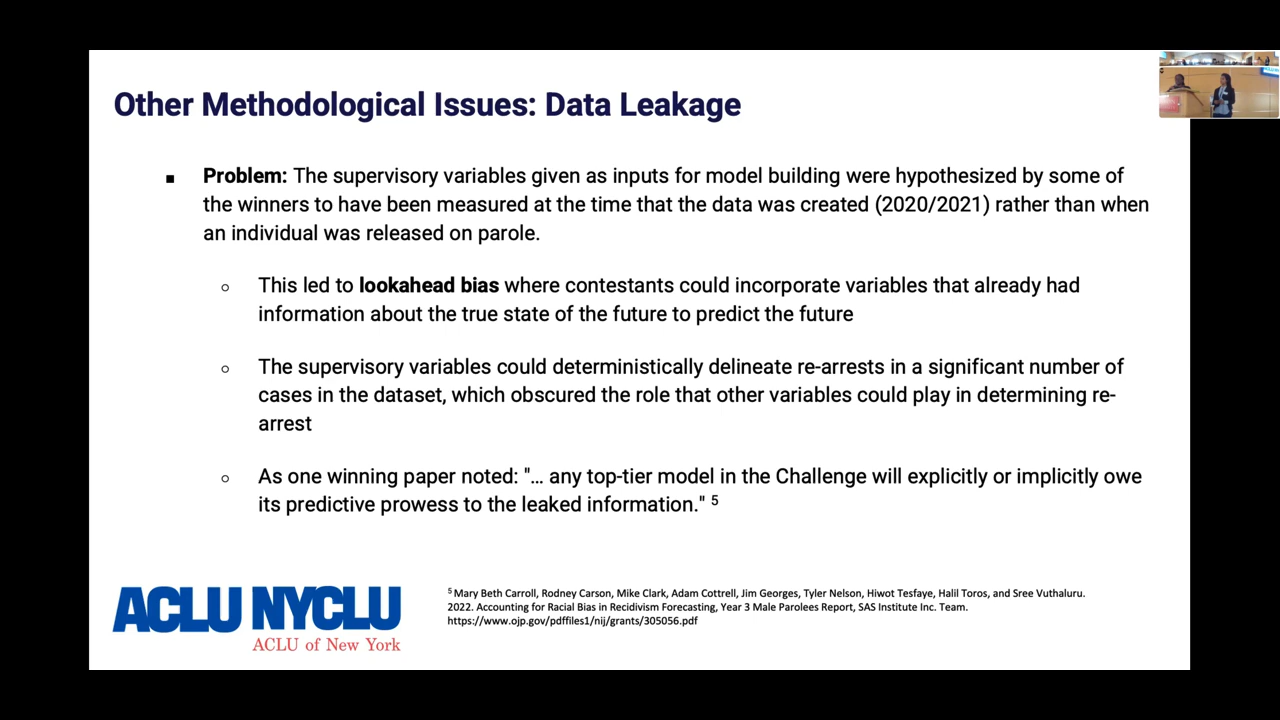 Other Methodological Issues: Data Leakage
▪ Problem: The supervisory variables given as inputs for model building were hypothesized by some of
the winners to have been measured at the time that the data was created (2020/2021) rather than when
an individual was released on parole.
○ This led to lookahead bias where contestants could incorporate variables that already had
information about the true state of the future to predict the future
○ The supervisory variables could deterministically delineate re-arrests in a significant number of
cases in the dataset, which obscured the role that other variables could play in determining re-
arrest
○ As one winning paper noted: "… any top-tier model in the Challenge will explicitly or implicitly owe
its predictive prowess to the leaked information." 5
ACLU NYCLU
ACLU of New York
5 Mary Beth Carroll, Rodney Carson, Mike Clark, Adam Cottrell, Jim Georges, Tyler Nelson, Hiwot Tesfaye, Halil Toros, and Sree Vuthaluru.
2022. Accounting for Racial Bias in Recidivism Forecasting, Year 3 Male Parolees Report, SAS Institute Inc. Team.
https://www.ojp.gov/pdffiles1/nij/grants/305056.pdf